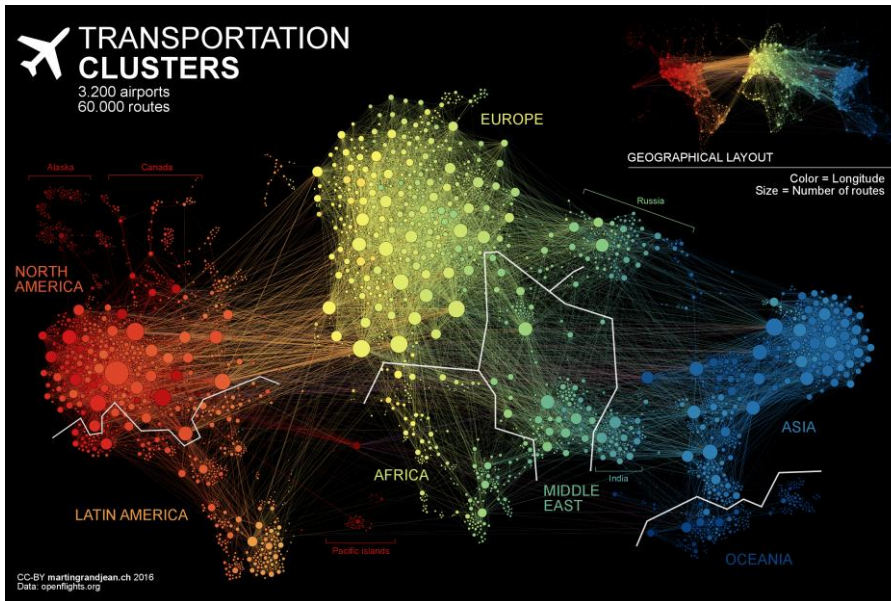 TRANSPORTATION
CLUSTERS
3.200 airports
60.000 routes
EUROPE
GEOGRAPHICAL LAYOUT
Color = Longitude
Size = Number of routes
Alaska
Canada
Russia
NORTH
AMERICA
ASIA
AFRICA
India
MIDDLE
EAST
LATIN AMERICA
Pacific islands
OCEANIA
CC-BY martingrandjean.ch 2016
Data: openflights.org